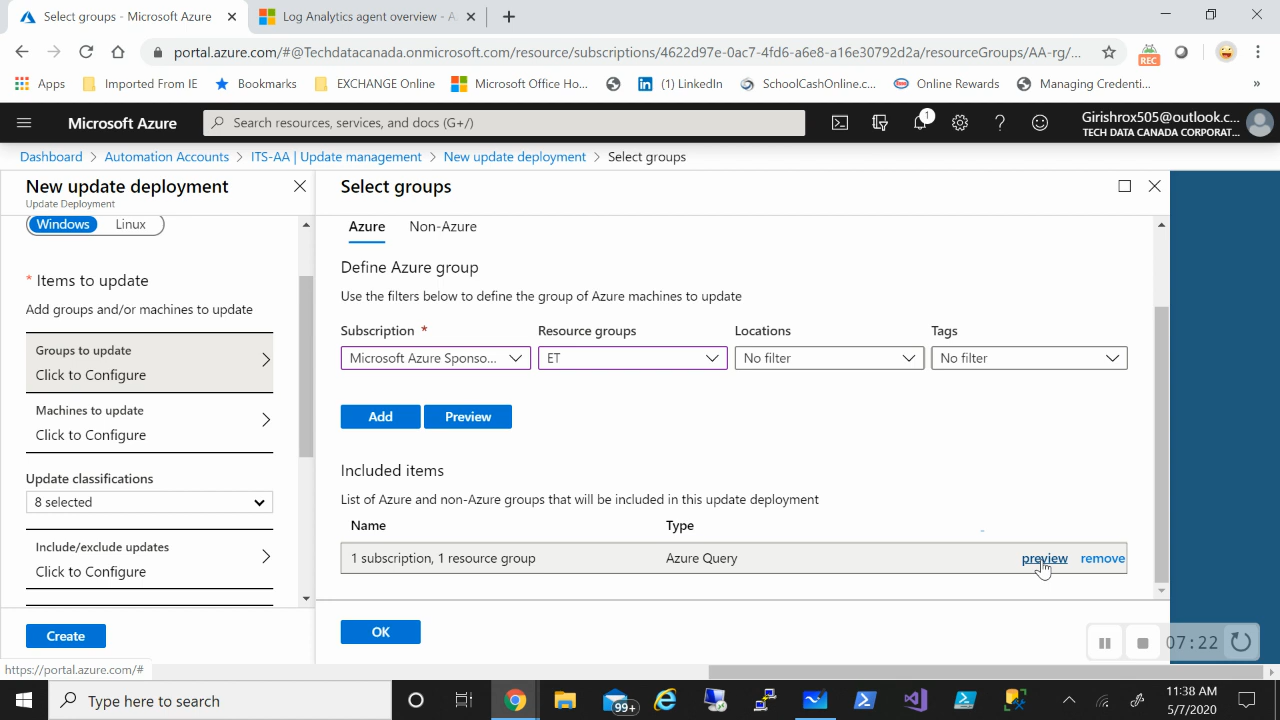 Select groups - Microsoft Azure
Log Analytics agent overview - A
portal.azure.com/#@Techdatacanada.onmicrosoft.com/resource/subscriptions/4622d97e-0ac7-4fd6-a6e8-a16e30792d2a/resourceGroups/AA-rg/...
REC
Apps
Imported From IE
Bookmarks
EXCHANGE Online
Microsoft Office Ho...
(1) LinkedIn
SchoolCashOnline.c...
Online Rewards
Managing Credenti...
»
Microsoft Azure
Search resources, services, and docs (G+/)
1
Girishrox505@outlook.c...
TECH DATA CANADA CORPORAT...
Dashboard > Automation Accounts > ITS-AA | Update management > New update deployment > Select groups
New update deployment
Update Deployment
Windows
Linux
* Items to update
Add groups and/or machines to update
Groups to update
Click to Configure
Machines to update
Click to Configure
Update classifications
8 selected
Include/exclude updates
Click to Configure
Create
Select groups
Azure
Non-Azure
Define Azure group
Use the filters below to define the group of Azure machines to update
Subscription *
Resource groups
Locations
Tags
Microsoft Azure Sponso...
ET
No filter
No filter
Add
Preview
Included items
List of Azure and non-Azure groups that will be included in this update deployment
Name
Type
1 subscription, 1 resource group
Azure Query
preview
remove
OK
07:22
https://portal.azure.com/#
Type here to search
99+
11:38 AM
5/7/2020